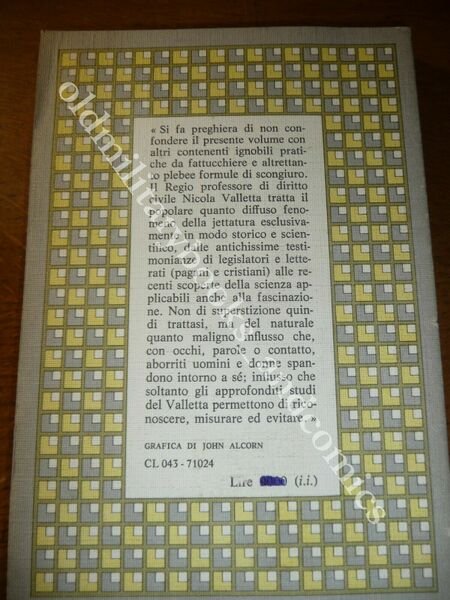 « Si fa preghiera di non con-
fondere il presente volume con
altri contenenti ignobili prati-
che da fattucchiere e altrettan-
to plebee formule di scongiuro.
Il Regio professore di diritto
civile Nicola Valletta tratta il
popolare quanto diffuso feno-
meno della jettatura esclusiva-
mente in modo storico e scien-
tifico, dalle antichissime testi-
monianze di legislatori e lette-
rati (pagani e cristiani) alle re-
centi scoperte della scienza ap-
plicabili anche alla fascinazio-
ne. Non di superstizione quin-
di trattasi, ma del naturale
quanto maligno influsso che,
con occhi, parole o contatto,
aborriti uomini e donne span-
dono intorno a sé; influsso che
soltanto gli approfonditi studi
del Valletta permettono di rico-
noscere, misurare ed evitare.»
GRAFICA DI JOHN ALCORN
CL 043 - 71024
Lire (i.i.)
oldmilitarybooks-and-comics